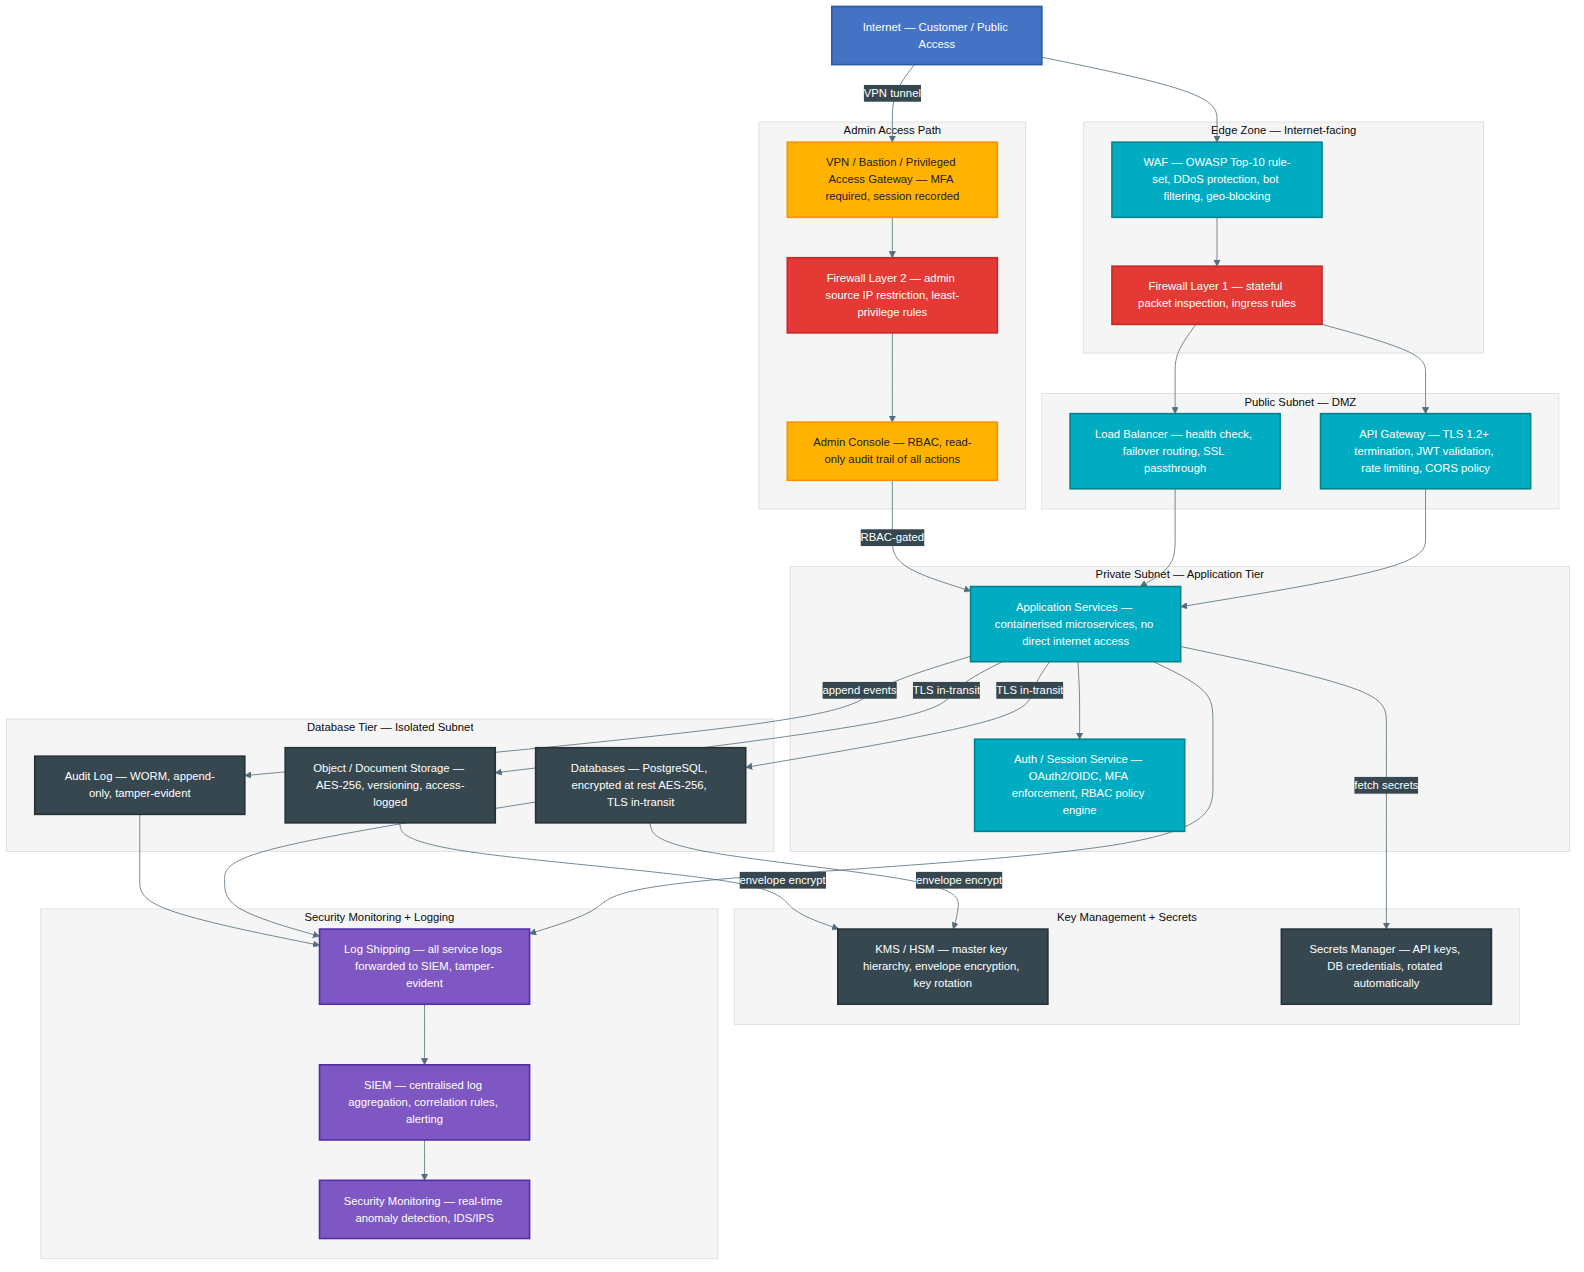 Internet — Customer / Public
Access
VPN tunnel
Admin Access Path
Edge Zone — Internet-facing
VPN / Bastion / Privileged
Access Gateway — MFA
required, session recorded
WAF — OWASP Top-10 rule-
set, DDoS protection, bot
filtering, geo-blocking
Firewall Layer 2 — admin
source IP restriction, least-
privilege rules
Firewall Layer 1 — stateful
packet inspection, ingress rules
Public Subnet — DMZ
Admin Console — RBAC, read-
only audit trail of all actions
Load Balancer — health check,
failover routing, SSL
passthrough
API Gateway — TLS 1.2+
termination, JWT validation,
rate limiting, CORS policy
RBAC-gated
Private Subnet — Application Tier
Application Services —
containerised microservices, no
direct internet access
append events
TLS in-transit
TLS in-transit
Database Tier — Isolated Subnet
Audit Log — WORM, append-
only, tamper-evident
Object / Document Storage —
AES-256, versioning, access-
logged
Databases — PostgreSQL,
encrypted at rest AES-256,
TLS in-transit
Auth / Session Service —
OAuth2/OIDC, MFA
enforcement, RBAC policy
engine
fetch secrets
envelope encrypt
envelope encrypt
Security Monitoring + Logging
Key Management + Secrets
Log Shipping — all service logs
forwarded to SIEM, tamper-
evident
KMS / HSM — master key
hierarchy, envelope encryption,
key rotation
Secrets Manager — API keys,
DB credentials, rotated
automatically
SIEM — centralised log
aggregation, correlation rules,
alerting
Security Monitoring — real-time
anomaly detection, IDS/IPS